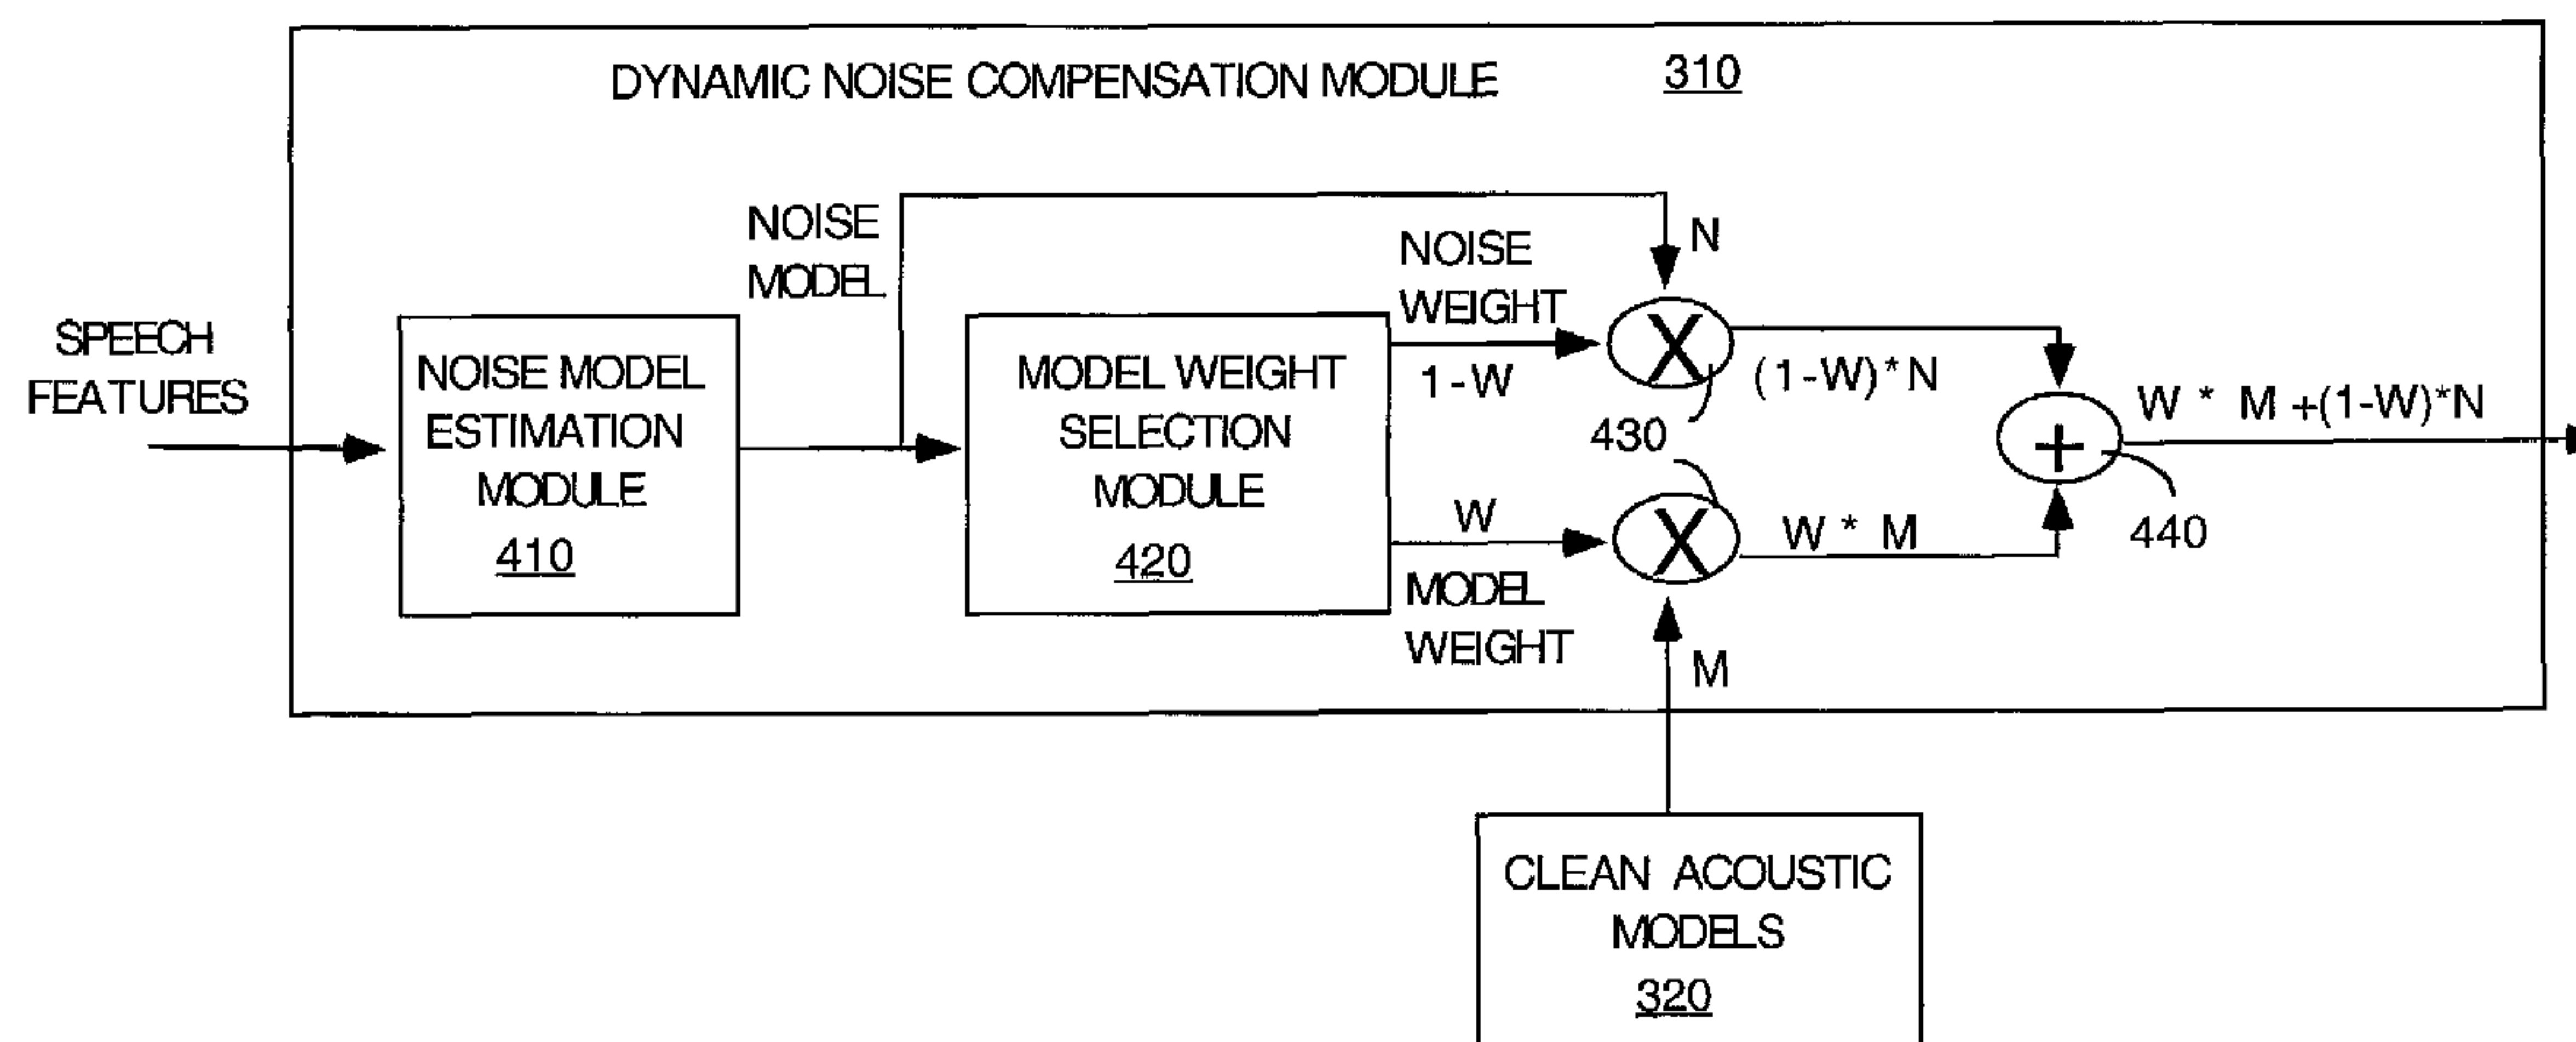 DYNAMIC NOISE COMPENSATION MODULE 310
SPEECH
FEATURES
NOISE MODEL
ESTIMATION
MODULE
410
NOISE
MODEL
MODEL WEIGHT
SELECTION
MODULE
420
NOISE
WEIGHT
1-W
N
X
430
(1-W)*N
W
MODEL
WEIGHT
X
W * M
M
+
440
W * M +(1-W)*N
CLEAN ACOUSTIC
MODELS
320